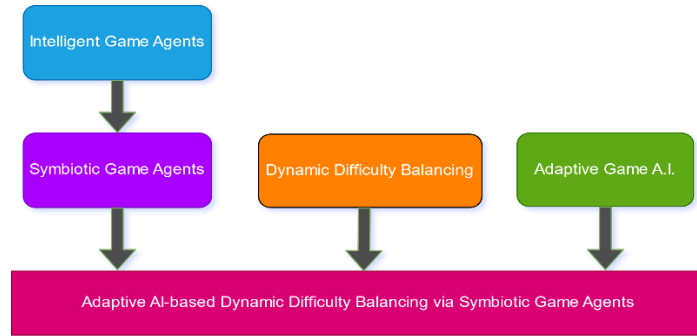 Intelligent Game Agents
Symbiotic Game Agents
Dynamic Difficulty Balancing
Adaptive Game A.I.
Adaptive AI-based Dynamic Difficulty Balancing via Symbiotic Game Agents